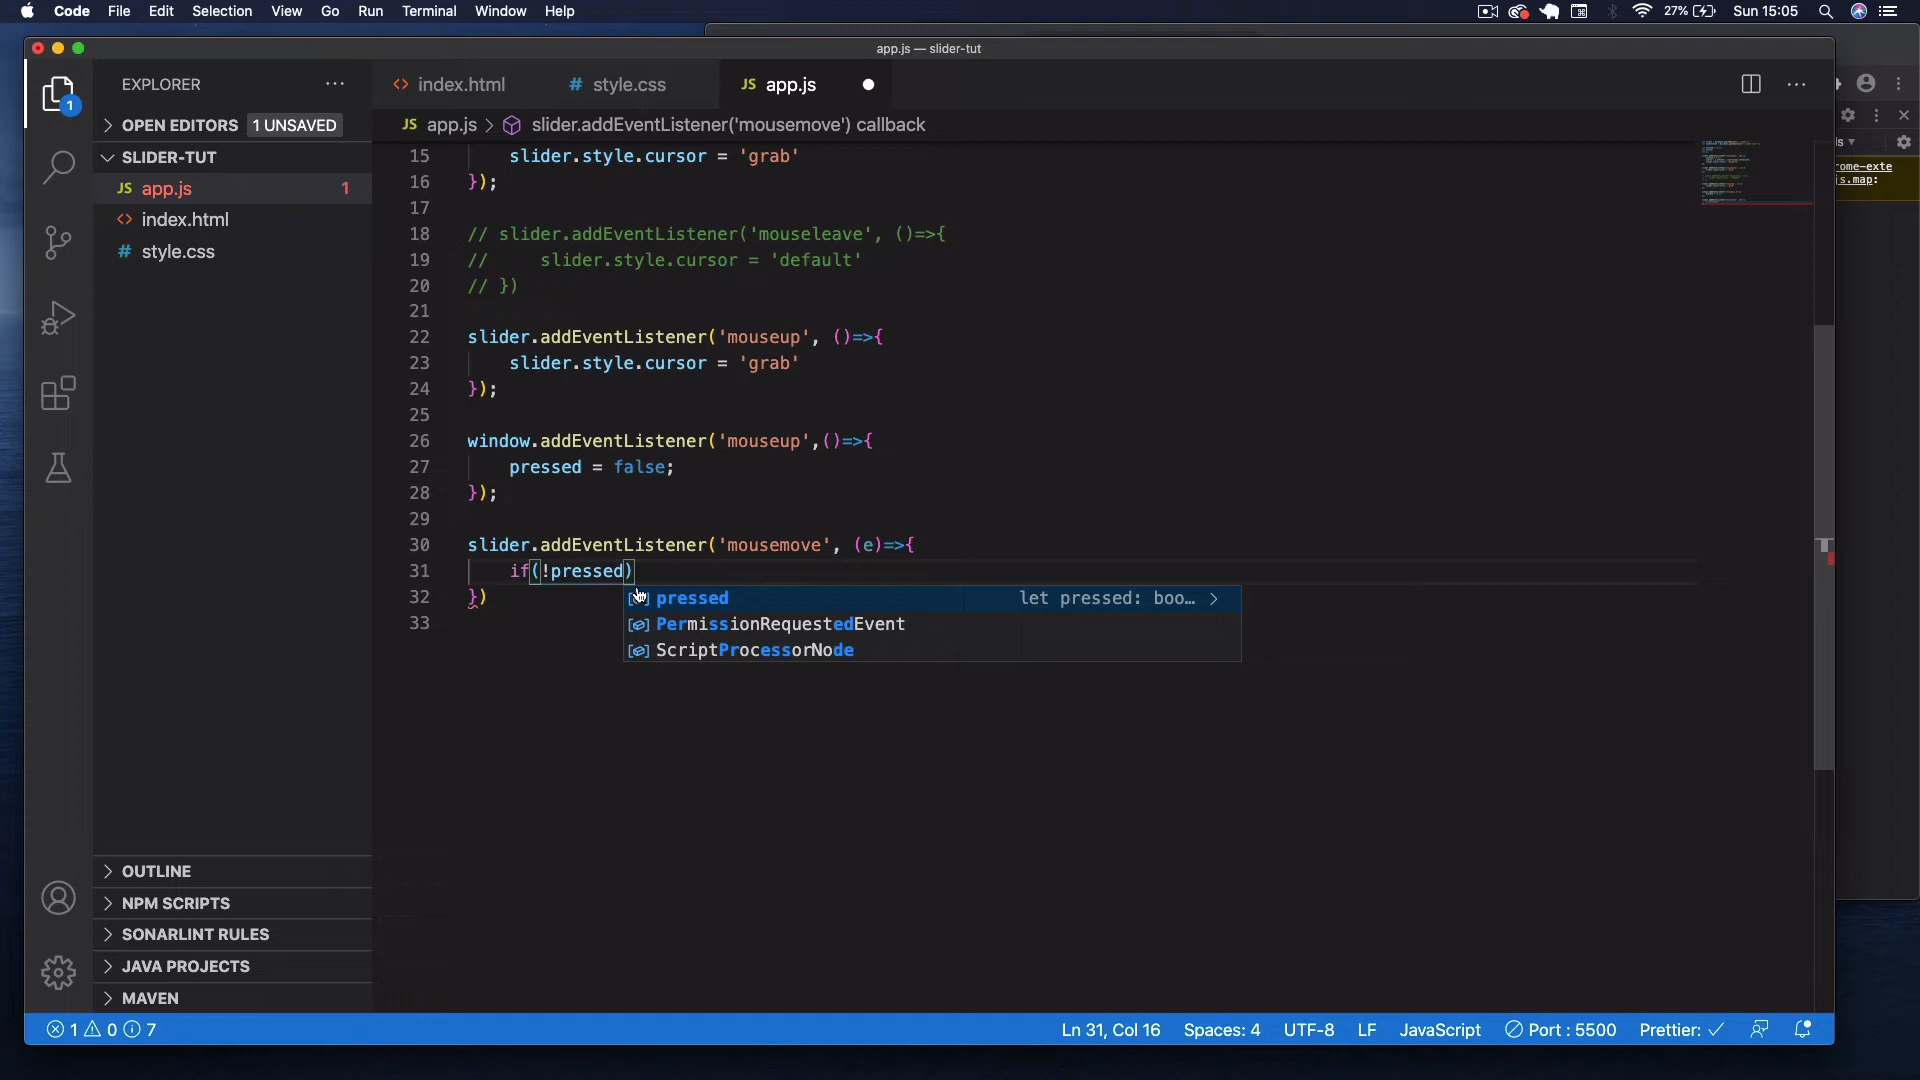 Code File Edit Selection View Go Run Terminal Window Help 27% Sun 15:05
app.js — slider-tut
EXPLORER
index.html # style.css JS app.js
OPEN EDITORS 1 UNSAVED
JS app.js > slider.addEventListener('mousemove') callback
SLIDER-TUT
JS app.js 1
index.html
# style.css
15 slider.style.cursor = 'grab'
16 });
17
18 // slider.addEventListener('mouseleave', ()=>{
19 //     slider.style.cursor = 'default'
20 // })
21
22 slider.addEventListener('mouseup', ()=>{
23 slider.style.cursor = 'grab'
24 });
25
26 window.addEventListener('mouseup',()=>{
27 pressed = false;
28 });
29
30 slider.addEventListener('mousemove', (e)=>{
31 if(!pressed)
32 })
33
pressed let pressed: boo… >
PermissionRequestedEvent
ScriptProcessorNode
rome-exte
js.map:
OUTLINE
NPM SCRIPTS
SONARLINT RULES
JAVA PROJECTS
MAVEN
1 0 7 Ln 31, Col 16 Spaces: 4 UTF-8 LF JavaScript Port : 5500 Prettier: ✓